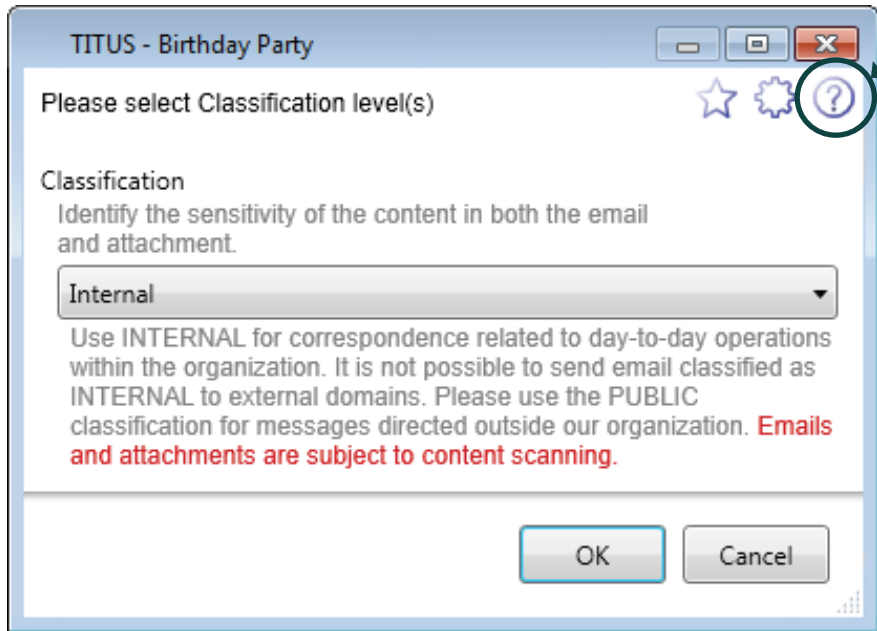 TITUS - Birthday Party
Please select Classification level(s)
?
Classification
Identify the sensitivity of the content in both the email
and attachment.
Internal
Use INTERNAL for correspondence related to day-to-day operations
within the organization. It is not possible to send email classified as
INTERNAL to external domains. Please use the PUBLIC
classification for messages directed outside our organization. Emails
and attachments are subject to content scanning.
OK
Cancel